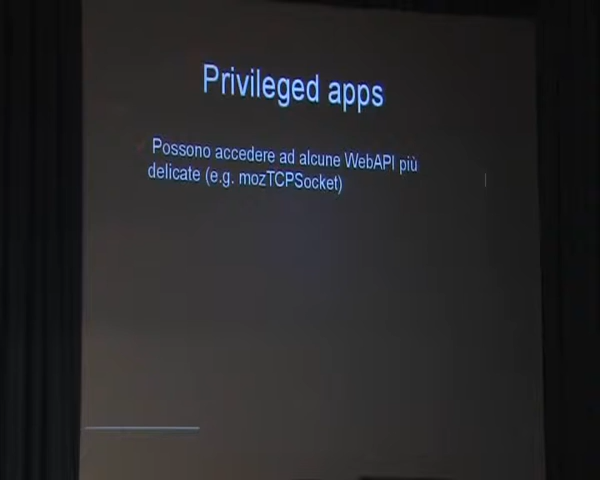 Privileged apps
Possono accedere ad alcune WebAPI più
delicate (e.g. mozTCPSocket)